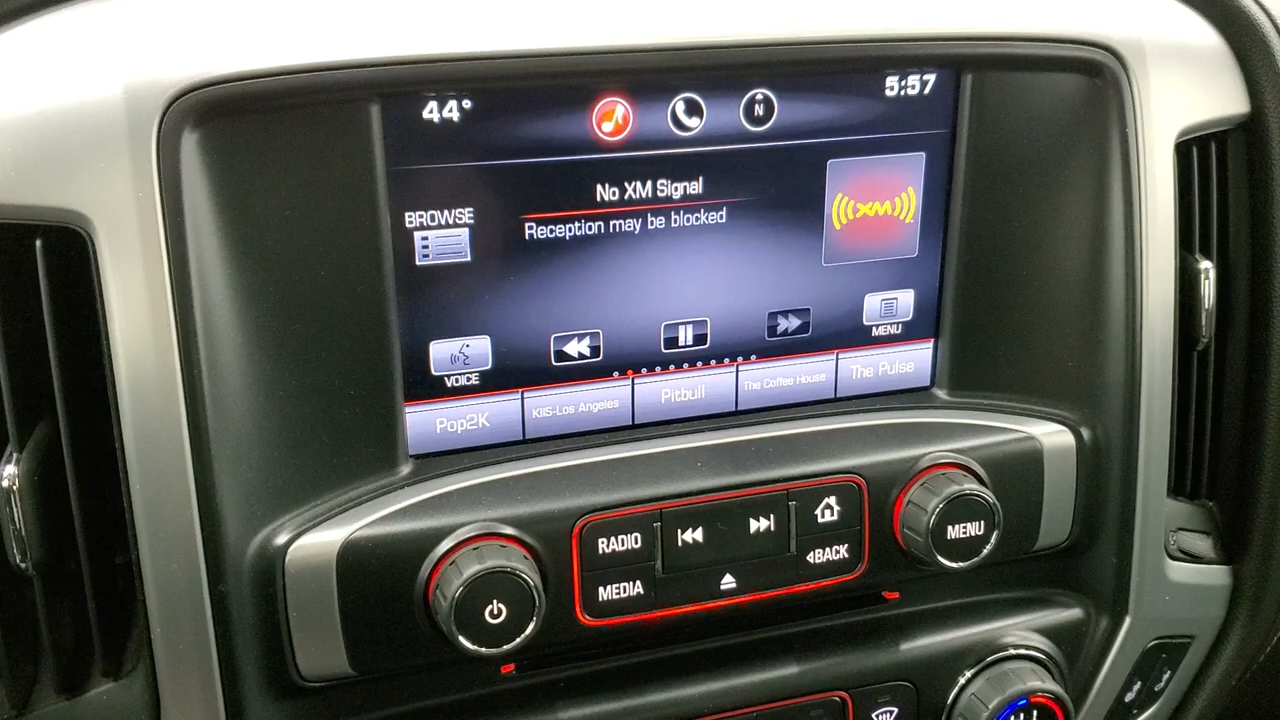 44°
N
5:57
No XM Signal
Reception may be blocked
BROWSE
((XM))
VOICE
MENU
Pop2K
KIIS-Los Angeles
Pitbull
The Coffee House
The Pulse
RADIO
MEDIA
BACK
MENU